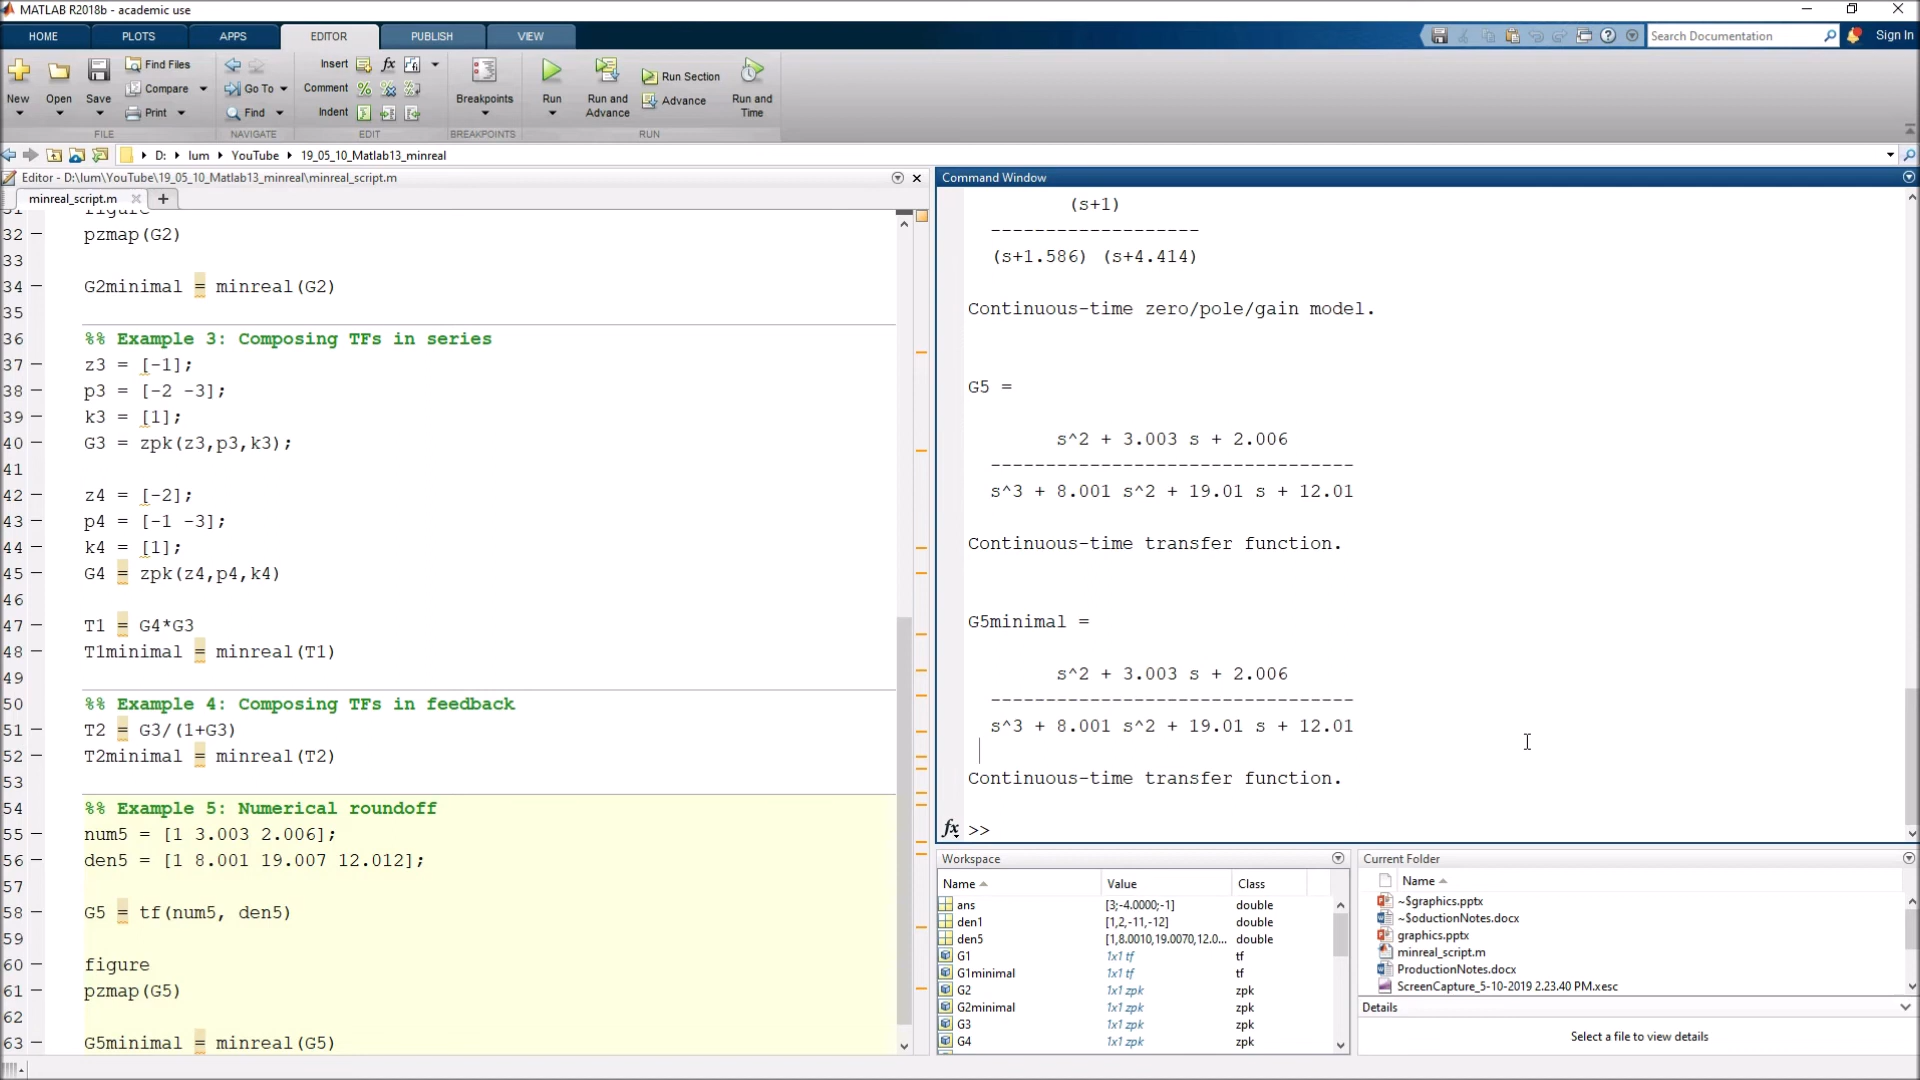 MATLAB R2018b - academic use
HOME PLOTS APPS EDITOR PUBLISH VIEW
Search Documentation
Sign In
New Open Save
Find Files
Compare
Print
FILE
Go To
Find
NAVIGATE
Insert
Comment
Indent
EDIT
Breakpoints
BREAKPOINTS
Run
Run and
Advance
Run Section
Advance
Run and
Time
RUN
D: lum YouTube 19_05_10_Matlab13_minreal
Editor - D:\lum\YouTube\19_05_10_Matlab13_minreal\minreal_script.m
minreal_script.m
31 figure
32 pzmap(G2)
33
34 G2minimal = minreal(G2)
35
36 %% Example 3: Composing TFs in series
37 z3 = [-1];
38 p3 = [-2 -3];
39 k3 = [1];
40 G3 = zpk(z3,p3,k3);
41
42 z4 = [-2];
43 p4 = [-1 -3];
44 k4 = [1];
45 G4 = zpk(z4,p4,k4)
46
47 T1 = G4*G3
48 T1minimal = minreal(T1)
49
50 %% Example 4: Composing TFs in feedback
51 T2 = G3/(1+G3)
52 T2minimal = minreal(T2)
53
54 %% Example 5: Numerical roundoff
55 num5 = [1 3.003 2.006];
56 den5 = [1 8.001 19.007 12.012];
57
58 G5 = tf(num5, den5)
59
60 figure
61 pzmap(G5)
62
63 G5minimal = minreal(G5)
Command Window
(s+1)
-------------------
(s+1.586) (s+4.414)
Continuous-time zero/pole/gain model.
G5 =
s^2 + 3.003 s + 2.006
---------------------------------
s^3 + 8.001 s^2 + 19.01 s + 12.01
Continuous-time transfer function.
G5minimal =
s^2 + 3.003 s + 2.006
---------------------------------
s^3 + 8.001 s^2 + 19.01 s + 12.01
Continuous-time transfer function.
fx >>
Workspace
Name Value Class
ans [3;-4.0000;-1] double
den1 [1,2,-11,-12] double
den5 [1,8.0010,19.0070,12.0... double
G1 1x1 tf tf
G1minimal 1x1 tf tf
G2 1x1 zpk zpk
G2minimal 1x1 zpk zpk
G3 1x1 zpk zpk
G4 1x1 zpk zpk
Current Folder
Name
~$graphics.pptx
~$oductionNotes.docx
graphics.pptx
minreal_script.m
ProductionNotes.docx
ScreenCapture_5-10-2019 2.23.40 PM.xesc
Details
Select a file to view details